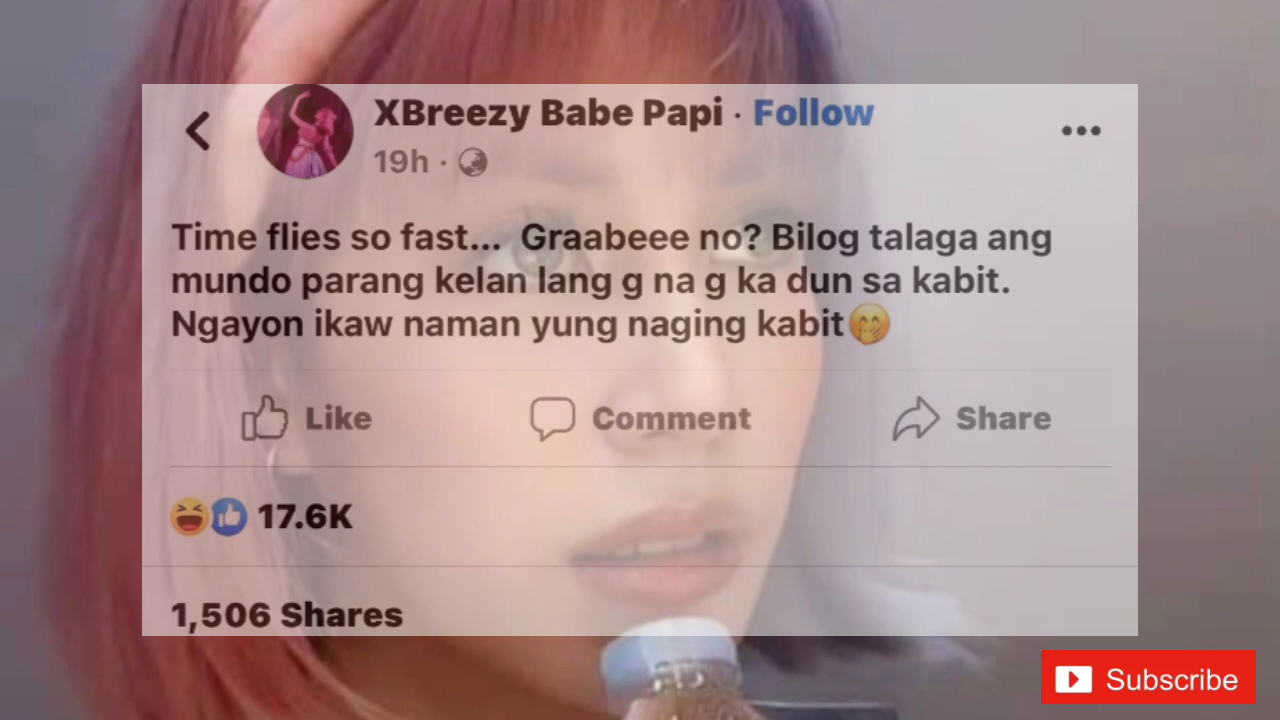 XBreezy Babe Papi · Follow
19h ·
Time flies so fast... Graabeee no? Bilog talaga ang
mundo parang kelan lang g na g ka dun sa kabit.
Ngayon ikaw naman yung naging kabit🤭
Like Comment Share
17.6K
1,506 Shares
Subscribe